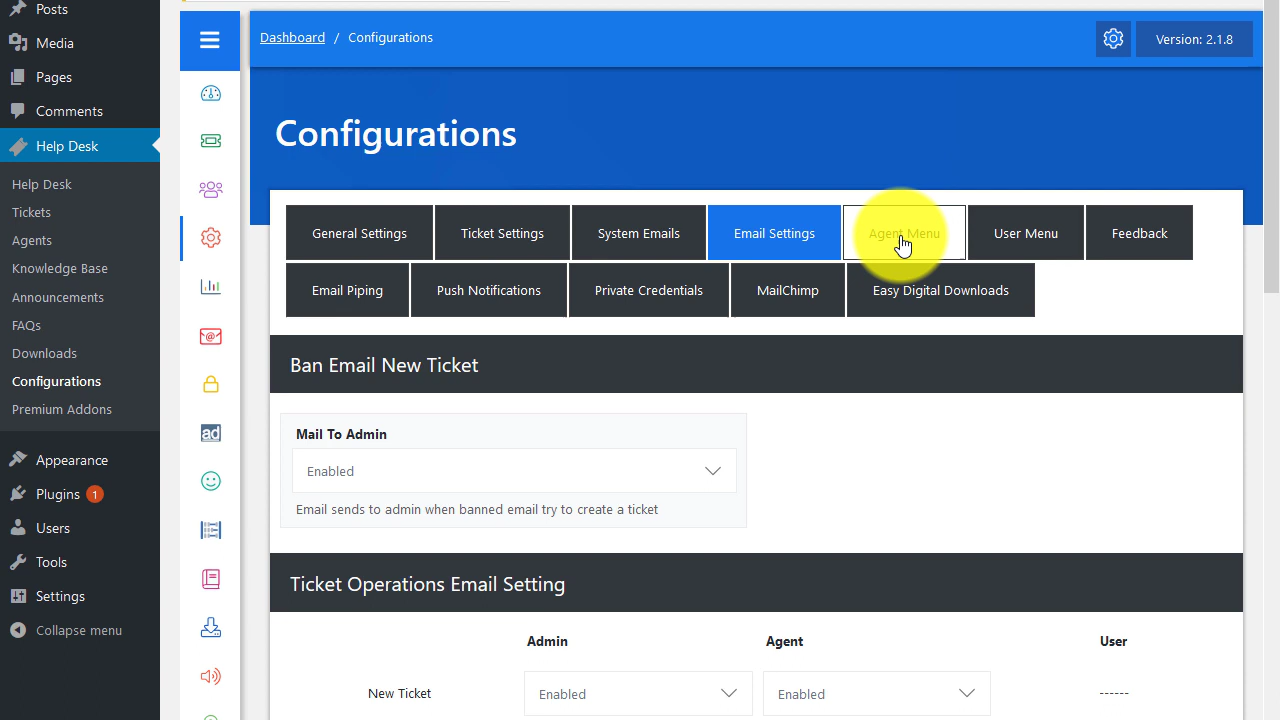 Posts
Media
Pages
Comments
Help Desk
Help Desk
Tickets
Agents
Knowledge Base
Announcements
FAQs
Downloads
Configurations
Premium Addons
Appearance
Plugins 1
Users
Tools
Settings
Collapse menu
ad
Dashboard / Configurations
Version: 2.1.8
Configurations
General Settings Ticket Settings System Emails Email Settings Agent Menu User Menu Feedback
Email Piping Push Notifications Private Credentials MailChimp Easy Digital Downloads
Ban Email New Ticket
Mail To Admin
Enabled
Email sends to admin when banned email try to create a ticket
Ticket Operations Email Setting
Admin Agent User
New Ticket Enabled Enabled ------